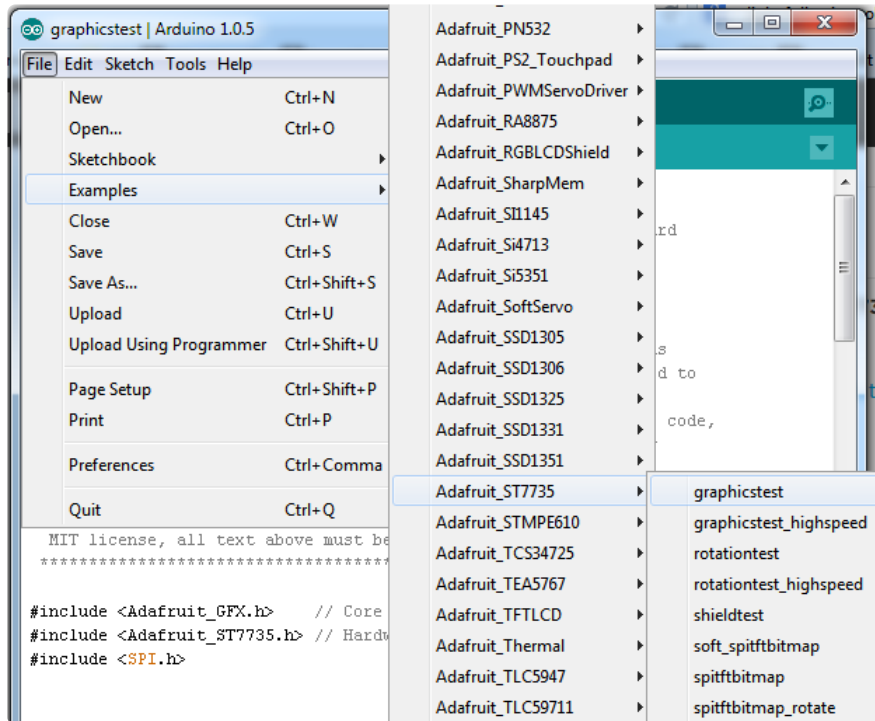 graphicstest | Arduino 1.0.5
File Edit Sketch Tools Help
New Ctrl+N
Open... Ctrl+O
Sketchbook
Examples
Close Ctrl+W
Save Ctrl+S
Save As... Ctrl+Shift+S
Upload Ctrl+U
Upload Using Programmer Ctrl+Shift+U
Page Setup Ctrl+Shift+P
Print Ctrl+P
Preferences Ctrl+Comma
Quit Ctrl+Q
Adafruit_PN532
Adafruit_PS2_Touchpad
Adafruit_PWMServoDriver
Adafruit_RA8875
Adafruit_RGBLCDShield
Adafruit_SharpMem
Adafruit_SI1145
Adafruit_Si4713
Adafruit_Si5351
Adafruit_SoftServo
Adafruit_SSD1305
Adafruit_SSD1306
Adafruit_SSD1325
Adafruit_SSD1331
Adafruit_SSD1351
Adafruit_ST7735
Adafruit_STMPE610
Adafruit_TCS34725
Adafruit_TEA5767
Adafruit_TFTLCD
Adafruit_Thermal
Adafruit_TLC5947
Adafruit_TLC59711
graphicstest
graphicstest_highspeed
rotationtest
rotationtest_highspeed
shieldtest
soft_spitftbitmap
spitftbitmap
spitftbitmap_rotate
rd
s
d to
code,
MIT license, all text above must be
*************************************
#include <Adafruit_GFX.h> // Core
#include <Adafruit_ST7735.h> // Hardw
#include <SPI.h>